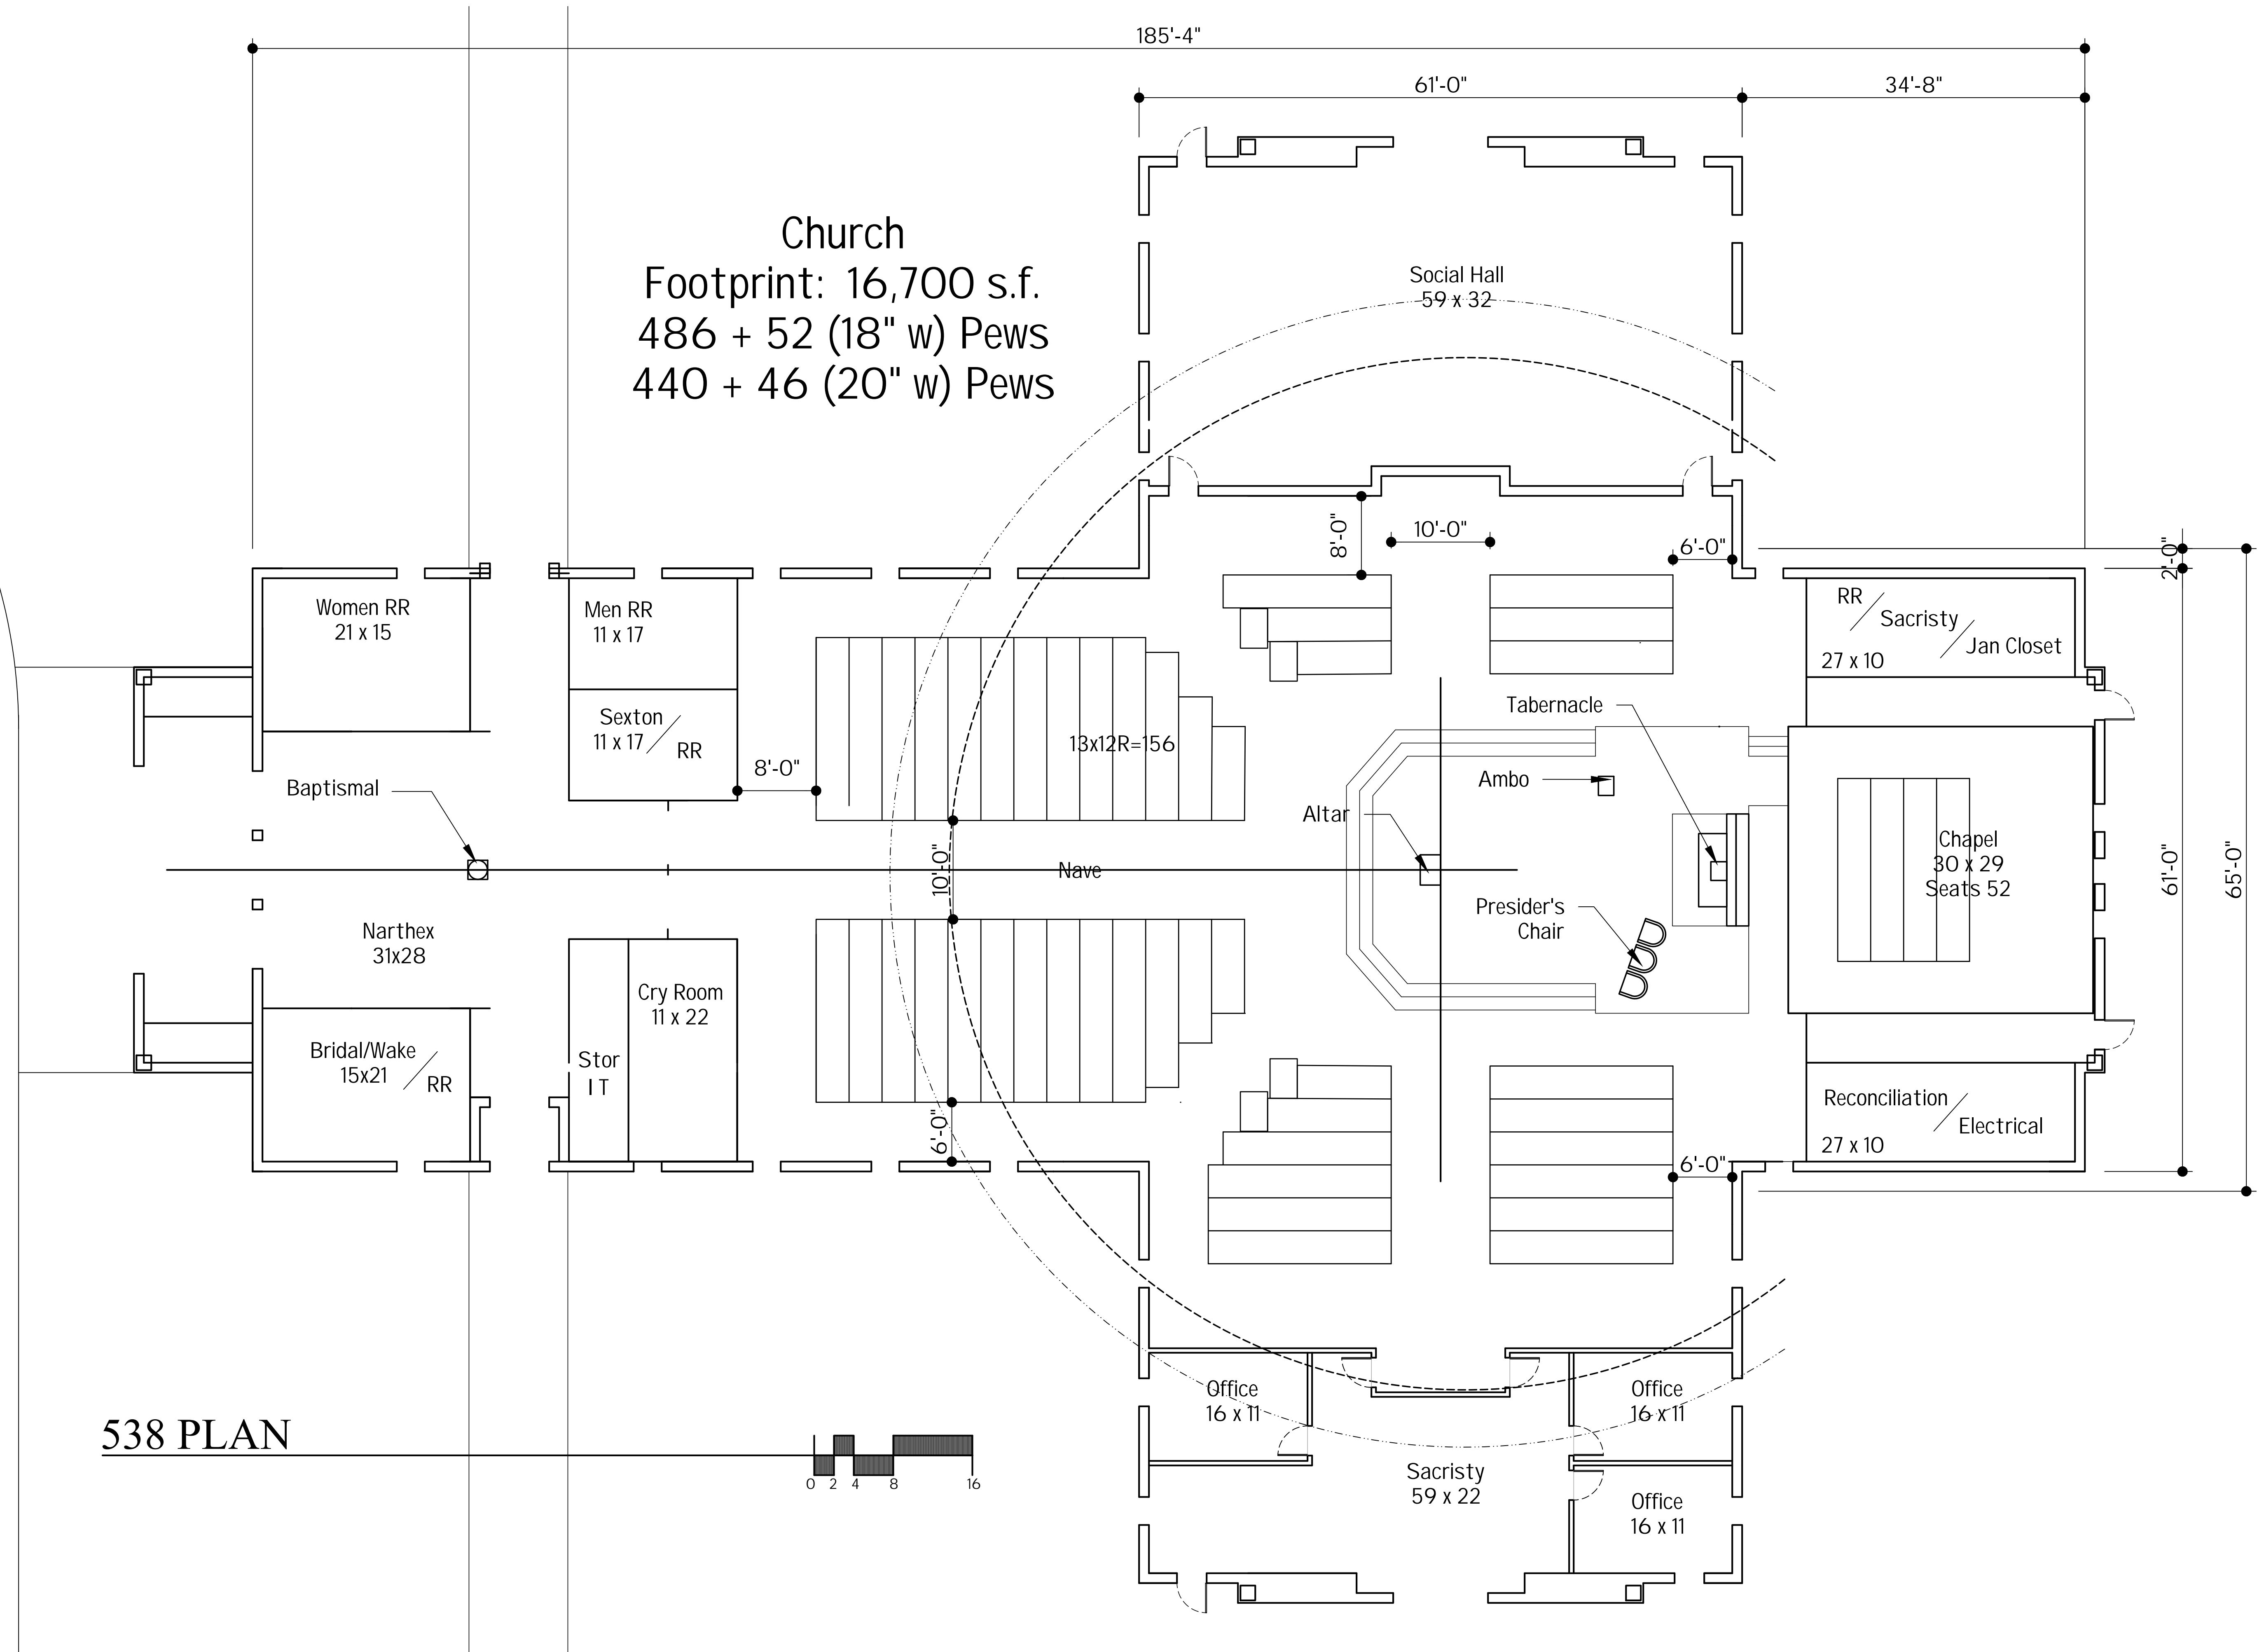 185'-4"
61'-0"
34'-8"
Church
Footprint: 16,700 s.f.
486 + 52 (18" w) Pews
440 + 46 (20" w) Pews
Social Hall
59 x 32
8'-0"
10'-0"
6'-0"
2'-0"
Women RR
21 x 15
Men RR
11 x 17
RR
Sacristy
Jan Closet
27 x 10
Sexton
11 x 17
RR
13x12R=156
Tabernacle
8'-0"
Baptismal
Ambo
Altar
10'-0"
Nave
Chapel
30 x 29
Seats 52
61'-0"
65'-0"
Presider's
Chair
Narthex
31x28
Cry Room
11 x 22
Bridal/Wake
15x21
RR
Stor
IT
6'-0"
Reconciliation
Electrical
27 x 10
6'-0"
Office
16 x 11
Office
16 x 11
538 PLAN
0 2 4 8 16
Sacristy
59 x 22
Office
16 x 11